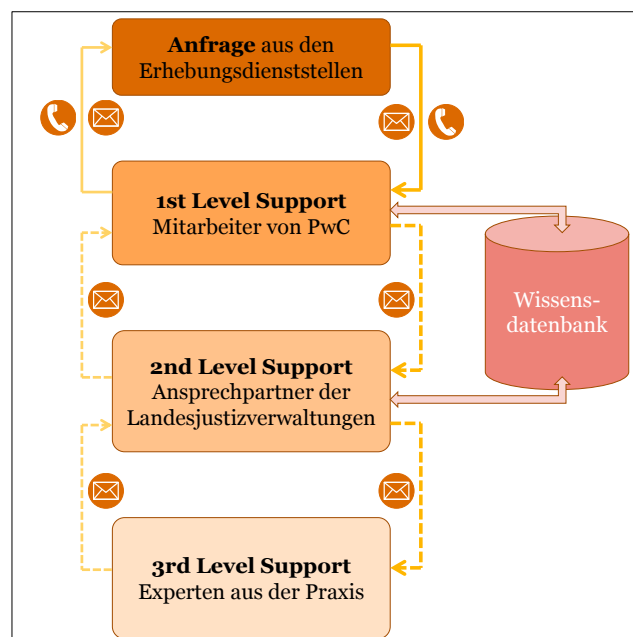 Anfrage aus den
Erhebungsdienststellen
1st Level Support
Mitarbeiter von PwC
Wissens-
datenbank
2nd Level Support
Ansprechpartner der
Landesjustizverwaltungen
3rd Level Support
Experten aus der Praxis